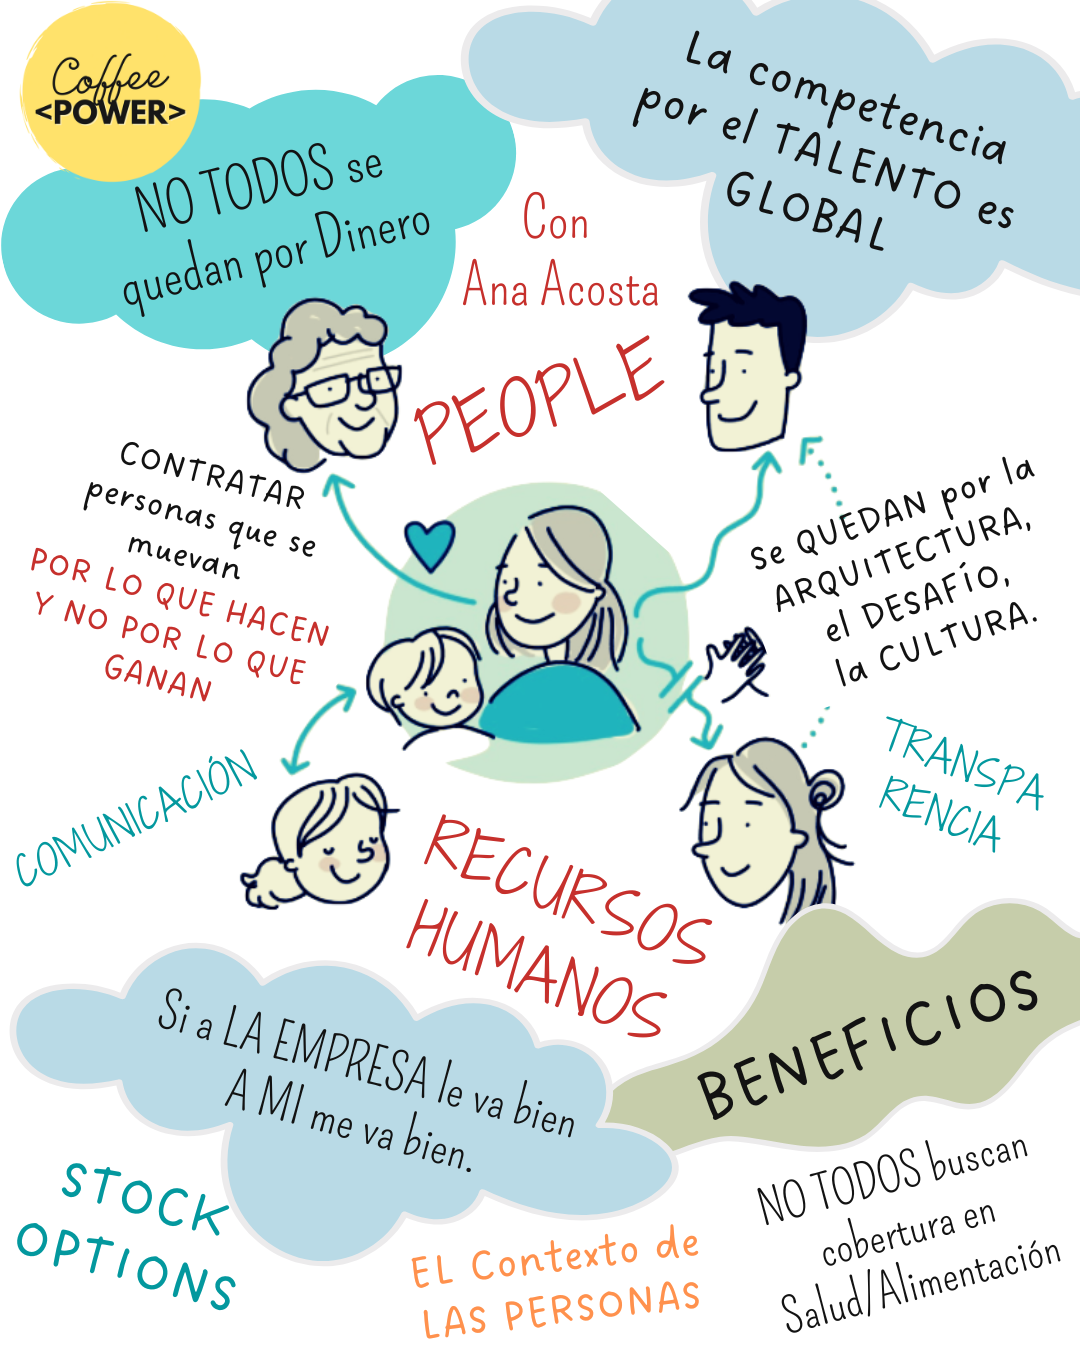 Coffee
<POWER>
NO TODOS se
quedan por Dinero
La competencia
por el TALENTO es
GLOBAL
Con
Ana Acosta
PEOPLE
CONTRATAR
personas que se
muevan
POR LO QUE HACEN
Y NO POR LO QUE
GANAN
Se QUEDAN por la
ARQUITECTURA,
el DESAFÍO,
la CULTURA.
COMUNICACIÓN
TRANSPA
RENCIA
RECURSOS
HUMANOS
Si a LA EMPRESA le va bien
A MI me va bien.
BENEFICIOS
STOCK
OPTIONS
EL Contexto de
LAS PERSONAS
NO TODOS buscan
cobertura en
Salud/Alimentación